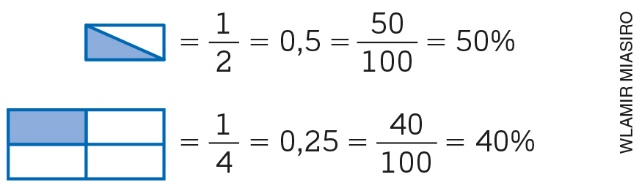 = 1/2 = 0,5 = 50/100 = 50%
= 1/4 = 0,25 = 40/100 = 40%
WLAMIR MIASIRO